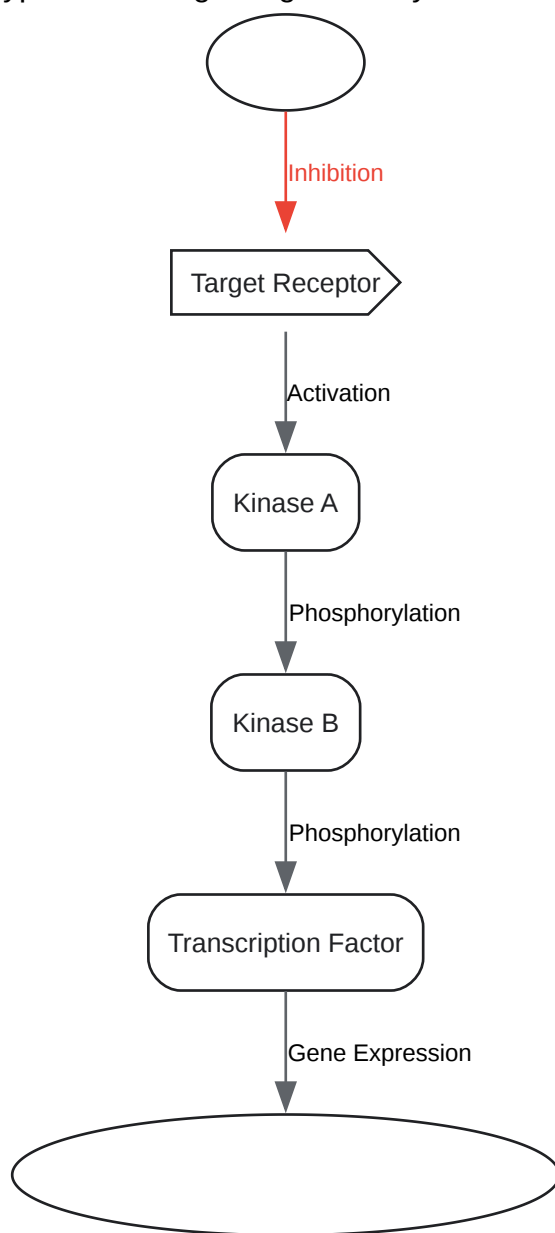 Inhibition
Target Receptor
Activation
Kinase A
Phosphorylation
Kinase B
Phosphorylation
Transcription Factor
Gene Expression